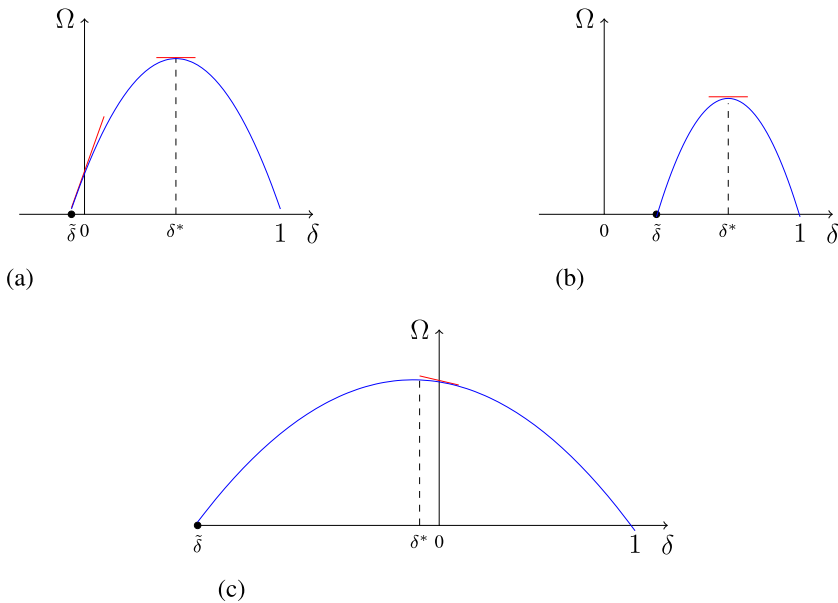 Ω
δ̃ 0 δ* 1 δ
(a)
Ω
0 δ̃ δ* 1 δ
(b)
Ω
δ̃ δ* 0 1 δ
(c)